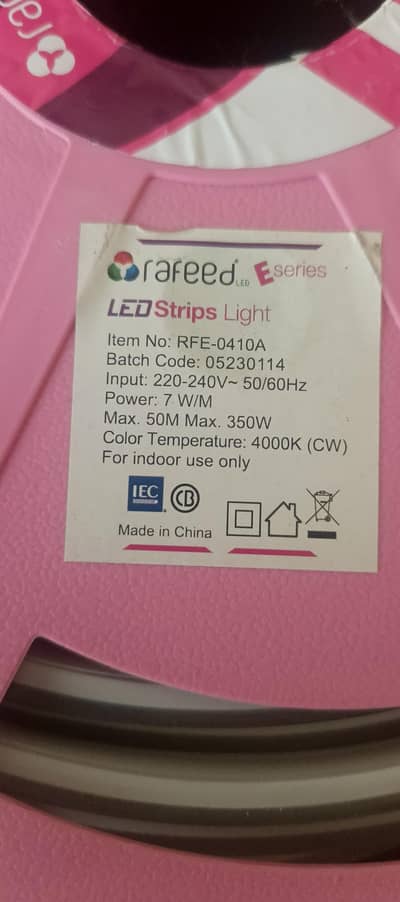 rafeed LED E series
LED Strips Light
Item No: RFE-0410A
Batch Code: 05230114
Input: 220-240V~ 50/60Hz
Power: 7 W/M
Max. 50M Max. 350W
Color Temperature: 4000K (CW)
For indoor use only
IEC CB
Made in China